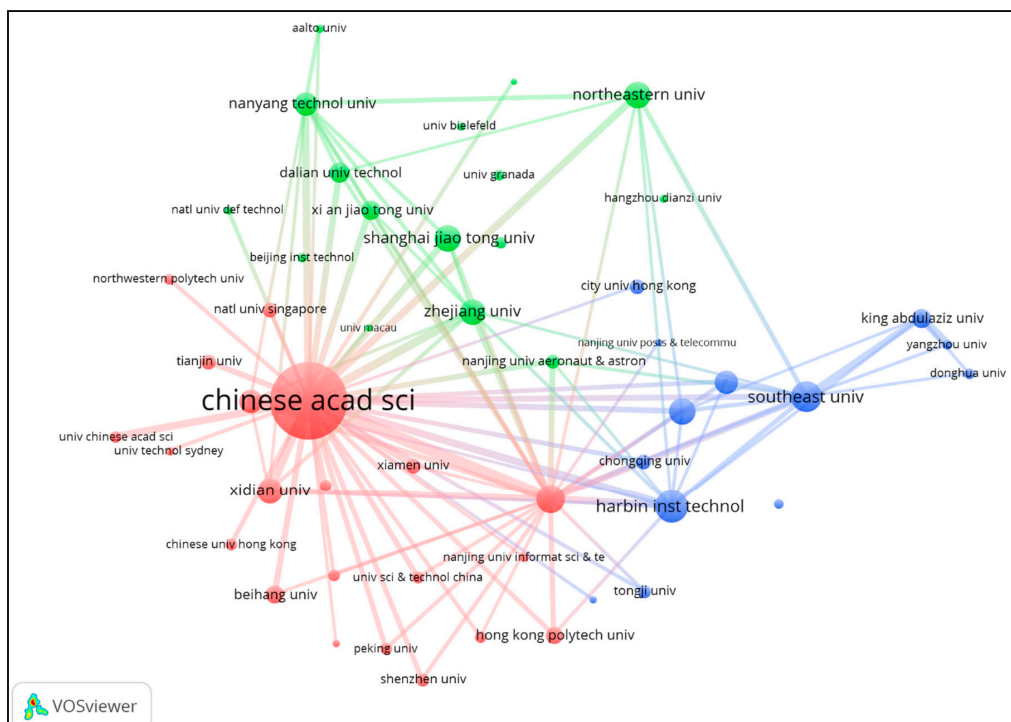 aalto univ
nanyang technol univ
northeastern univ
univ bielefeld
dalian univ technol
univ granada
hangzhou dianzi univ
natl univ def technol
xi an jiao tong univ
shanghai jiao tong univ
beijing inst technol
northwestern polytech univ
city univ hong kong
natl univ singapore
zhejiang univ
king abdulaziz univ
univ macau
nanjing univ posts & telecommu
yangzhou univ
tianjin univ
nanjing univ aeronaut & astron
donghua univ
chinese acad sci
southeast univ
univ chinese acad sci
univ technol sydney
xiamen univ
chongqing univ
xidian univ
harbin inst technol
chinese univ hong kong
nanjing univ informat sci & te
univ sci & technol china
beihang univ
tongji univ
hong kong polytech univ
peking univ
shenzhen univ
VOSviewer